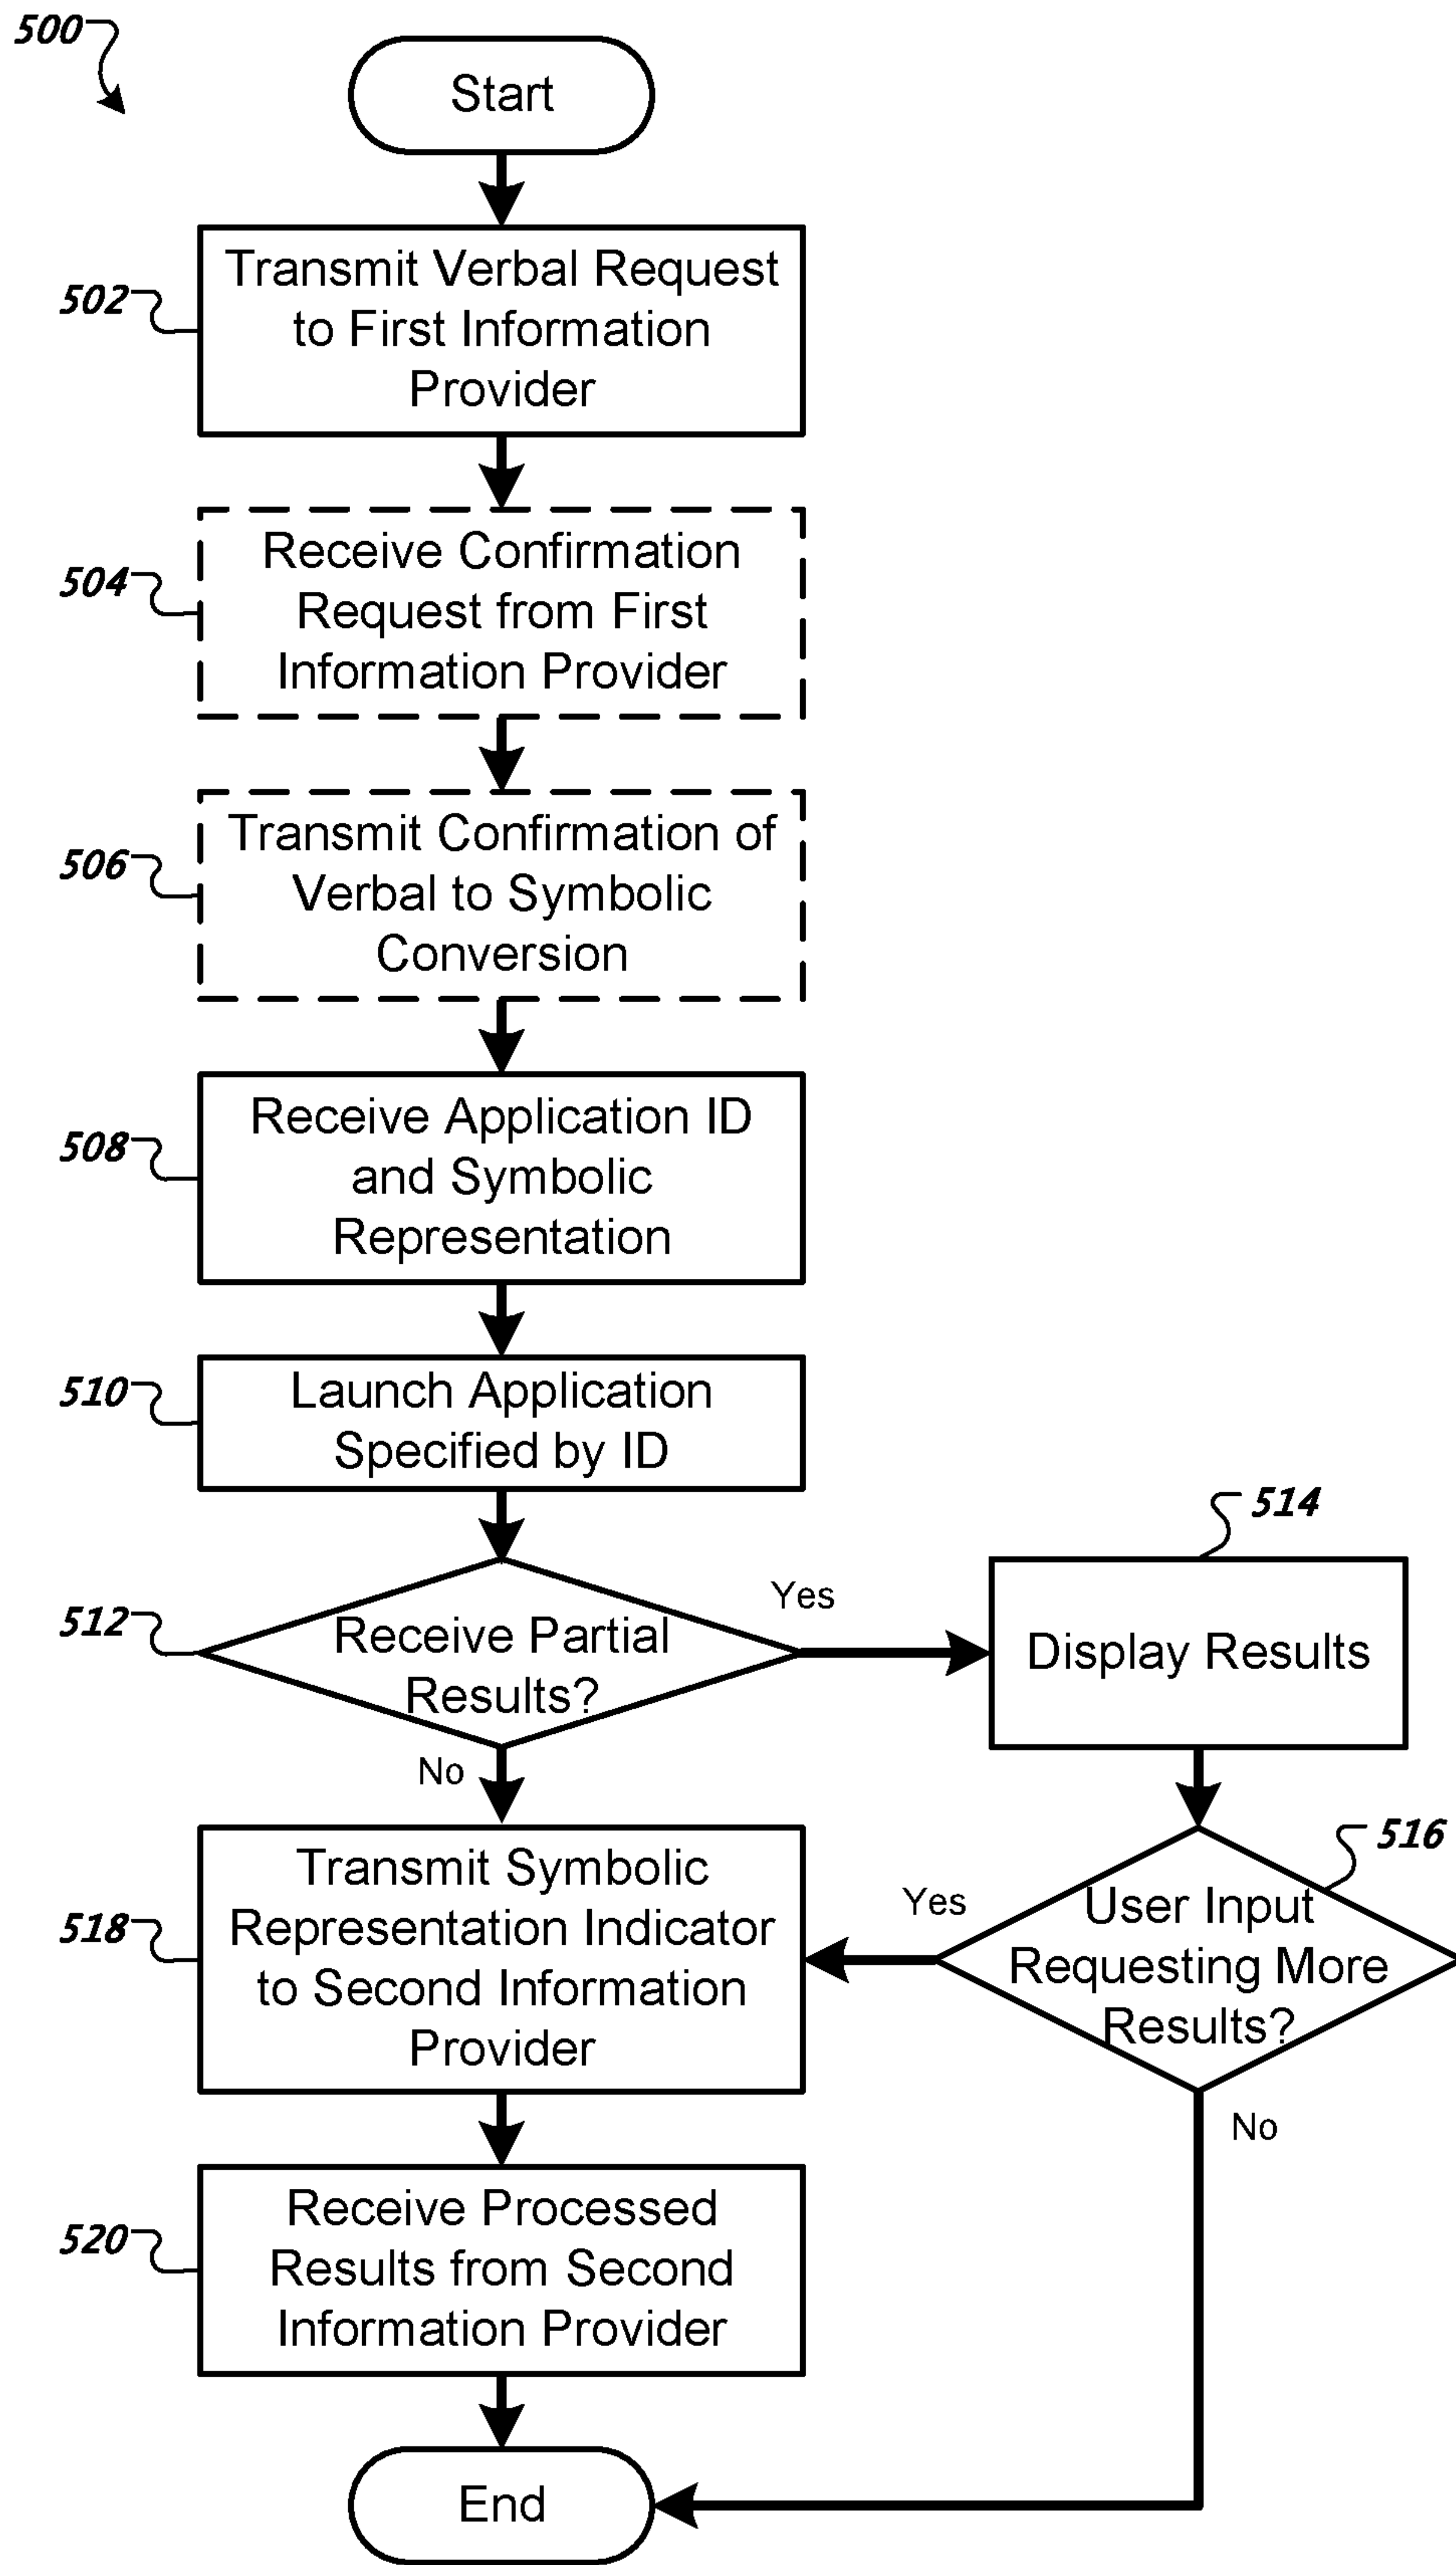 500
Start
502
Transmit Verbal Request
to First Information
Provider
504
Receive Confirmation
Request from First
Information Provider
506
Transmit Confirmation of
Verbal to Symbolic
Conversion
508
Receive Application ID
and Symbolic
Representation
510
Launch Application
Specified by ID
512
Receive Partial
Results?
Yes
No
514
Display Results
516
User Input
Requesting More
Results?
Yes
No
518
Transmit Symbolic
Representation Indicator
to Second Information
Provider
520
Receive Processed
Results from Second
Information Provider
End